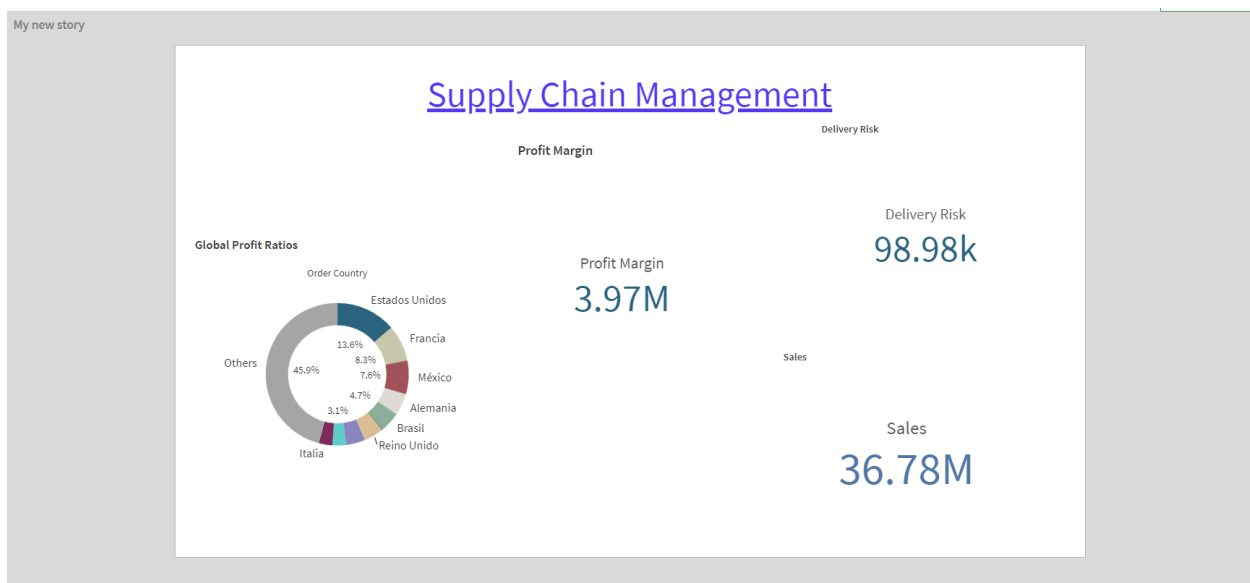 My new story
Supply Chain Management
Delivery Risk
Profit Margin
Delivery Risk
98.98k
Global Profit Ratios
Profit Margin
3.97M
Order Country
Estados Unidos
Francia
México
Alemania
Brasil
Reino Unido
Italia
Others
13.6%
8.3%
7.6%
4.7%
3.1%
45.9%
Sales
Sales
36.78M